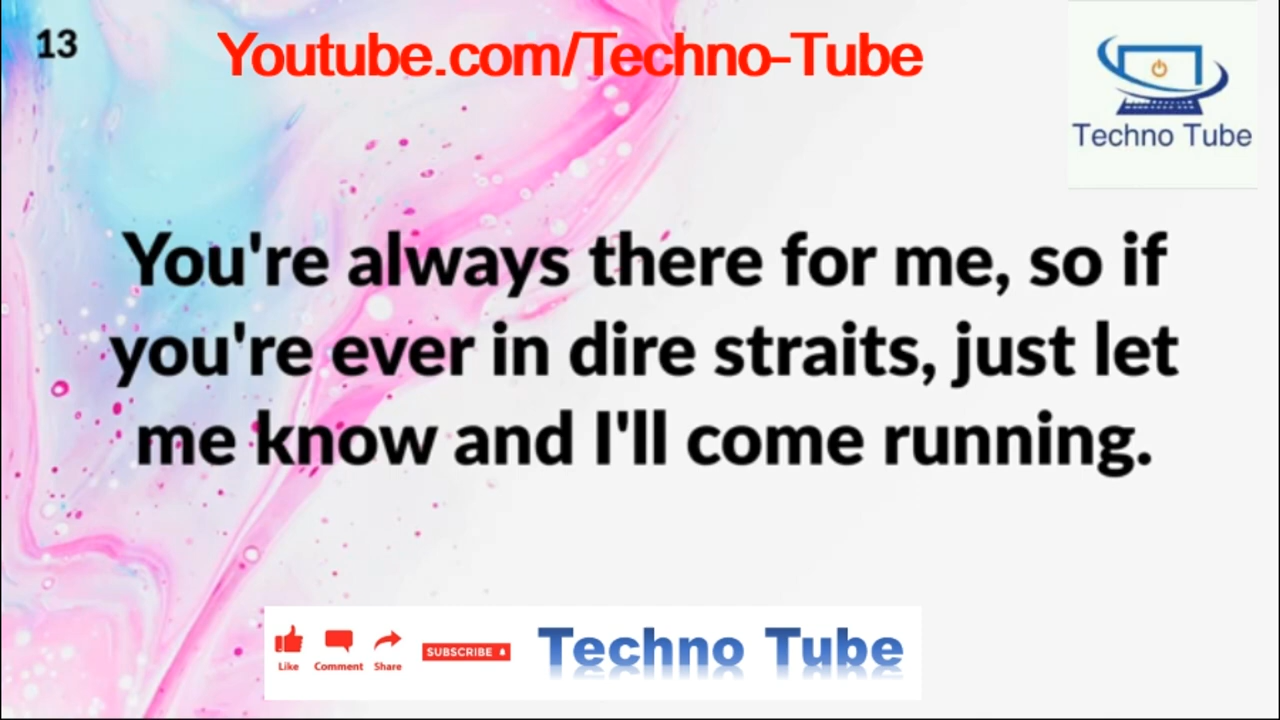 13
Youtube.com/Techno-Tube
Techno Tube
You're always there for me, so if
you're ever in dire straits, just let
me know and I'll come running.
Like Comment Share
SUBSCRIBE
Techno Tube